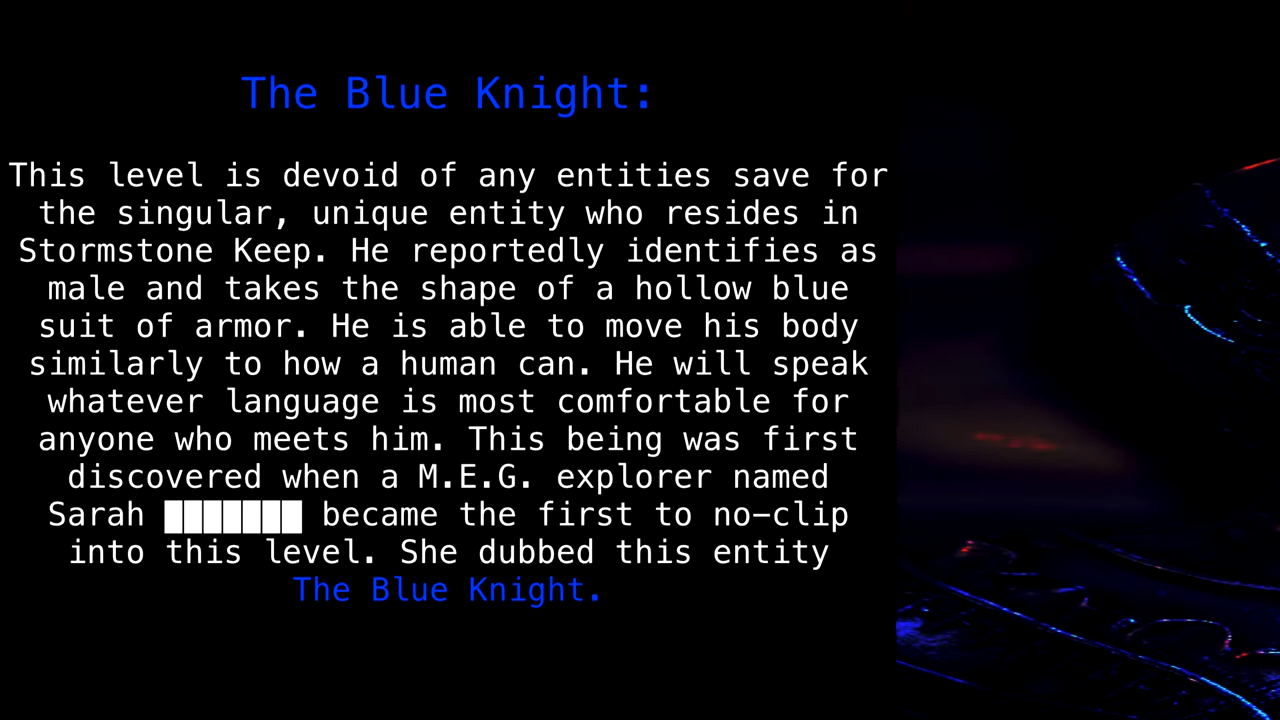 The Blue Knight:
This level is devoid of any entities save for
the singular, unique entity who resides in
Stormstone Keep. He reportedly identifies as
male and takes the shape of a hollow blue
suit of armor. He is able to move his body
similarly to how a human can. He will speak
whatever language is most comfortable for
anyone who meets him. This being was first
discovered when a M.E.G. explorer named
Sarah ███████ became the first to no-clip
into this level. She dubbed this entity
The Blue Knight.